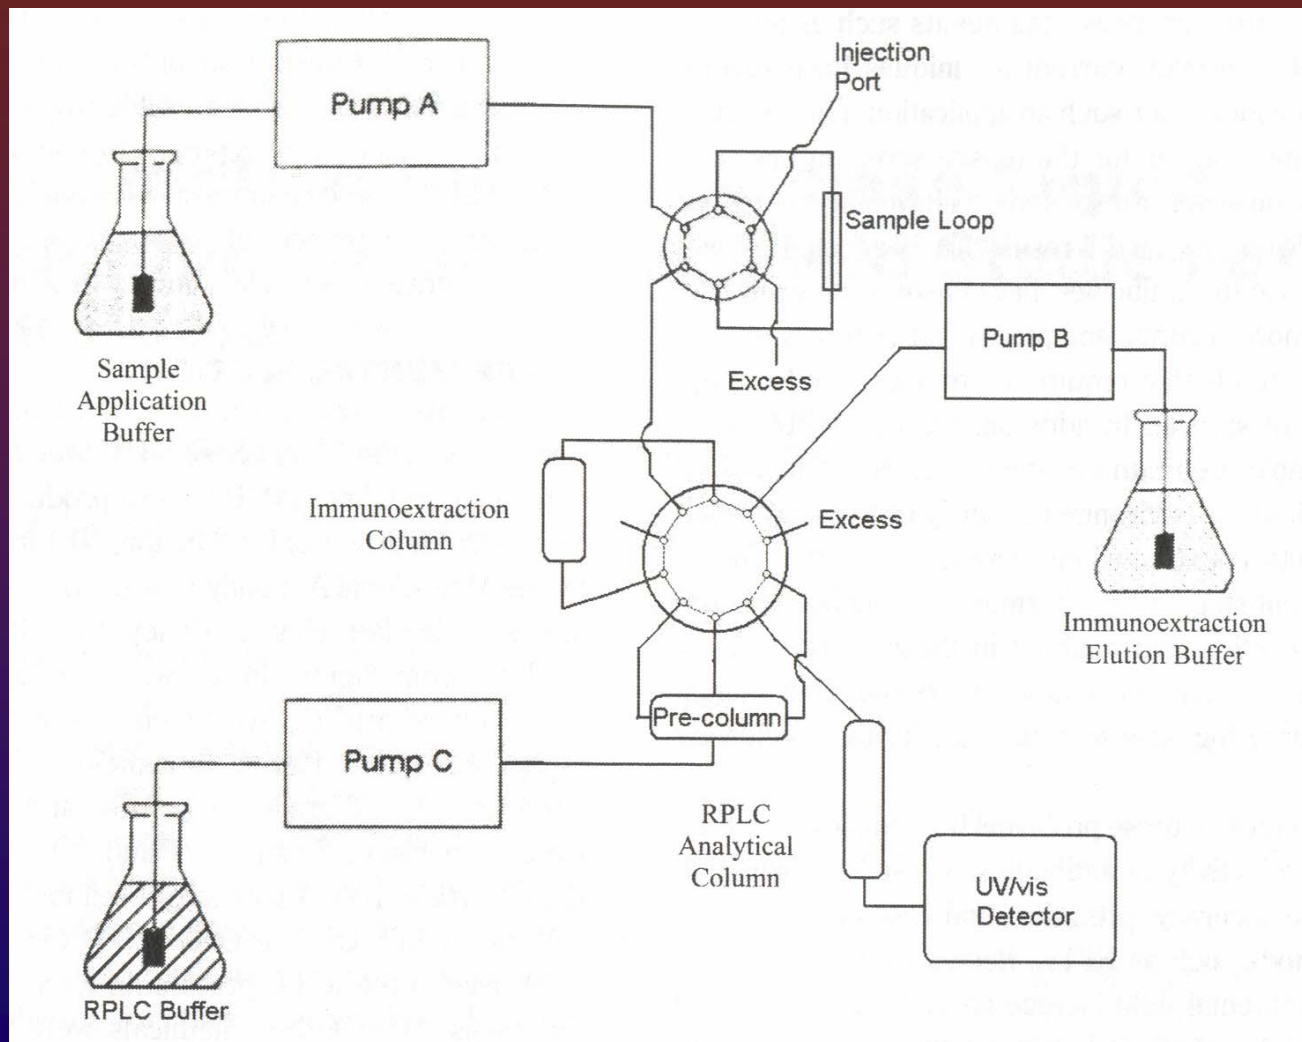 Pump A
Injection
Port
Sample Loop
Sample
Application
Buffer
Excess
Pump B
Immunoextraction
Column
Excess
Immunoextraction
Elution Buffer
Pre-column
Pump C
RPLC
Analytical
Column
UV/vis
Detector
RPLC Buffer